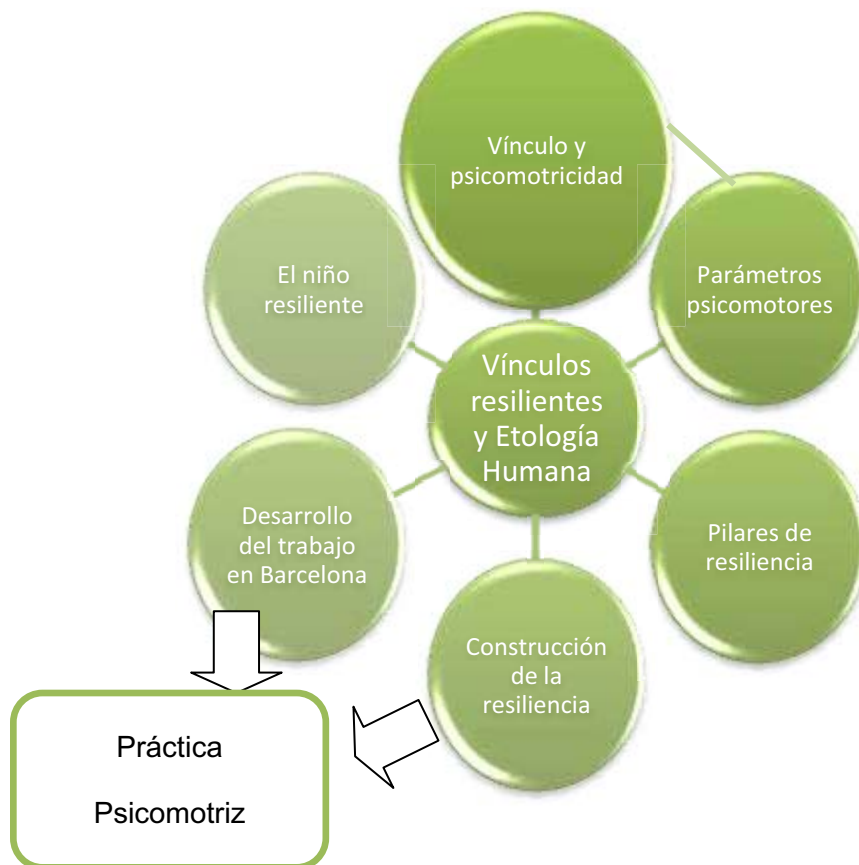 Vínculo y
psicomotricidad
El niño
resiliente
Parámetros
psicomotores
Vínculos
resilientes
y Etología
Humana
Desarrollo
del trabajo
en Barcelona
Pilares de
resiliencia
Construcción
de la
resiliencia
Práctica
Psicomotriz